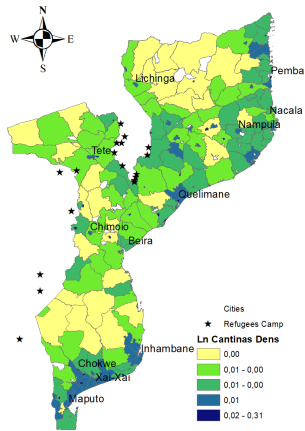 N
W E
S
Pemba
Lichinga
Nacala
Nampula
Tete
Quelimane
Chimoio
Beira
Cities
Refugees Camp
Ln Cantinas Dens
0,00
0,01 - 0,00
0,01 - 0,00
0,01
0,02 - 0,31
Inhambane
Chokwe
Xai-Xai
Maputo